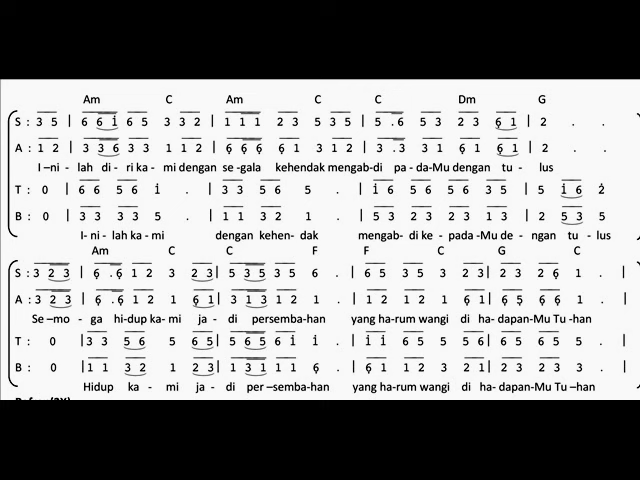 Am C Am C C Dm G
S : 3 5 | 6 6 i 6 5 3 3 2 | 1 1 1 2 3 5 3 5 | 5 . 6 5 3 2 3 6 1 | 2 . .
A : 1 2 | 3 3 6 3 3 1 1 2 | 6 6 6 6 1 3 1 2 | 3 . 3 3 1 6 1 6 1 | 2 . .
I –ni - lah di- ri ka - mi dengan se -gala kehendak mengab-di pa - da-Mu dengan tu - lus
T : 0 | 6 6 5 6 i . | 3 3 5 6 5 . | i 6 5 6 5 6 3 5 | 5 i 6 2
B : 0 | 3 3 3 5 . | 1 1 3 2 1 . | 5 3 2 3 2 3 1 3 | 2 5 3 5
I- ni - lah ka - mi dengan kehen- dak mengab- di ke - pada -Mu de - ngan tu - lus
Am C C F F C G C
S : 3 2 3 | 6 . 6 1 2 3 2 3 | 5 3 5 3 5 6 . | 6 5 3 5 3 2 3 | 2 3 2 6 1 . |
A : 3 2 3 | 6 . 6 1 2 1 6 1 | 3 1 3 1 2 1 . | 1 2 1 2 1 6 1 | 6 5 6 6 1 . |
Se –mo - ga hidup ka- mi ja - di persembahan yang harum wangi di ha- dapan-Mu Tu -han
T : 0 | 3 3 5 6 5 6 5 | 5 6 5 6 i i . | i i 6 5 5 5 6 | 6 5 5 6 5 . |
B : 0 | 1 1 3 2 1 2 3 | 1 3 1 1 1 6 . | 6 1 1 2 3 2 1 | 2 3 2 3 1 . |
Hidup ka - mi ja - di per –semba-han yang ha-rum wangi di ha- dapan-Mu Tu –han